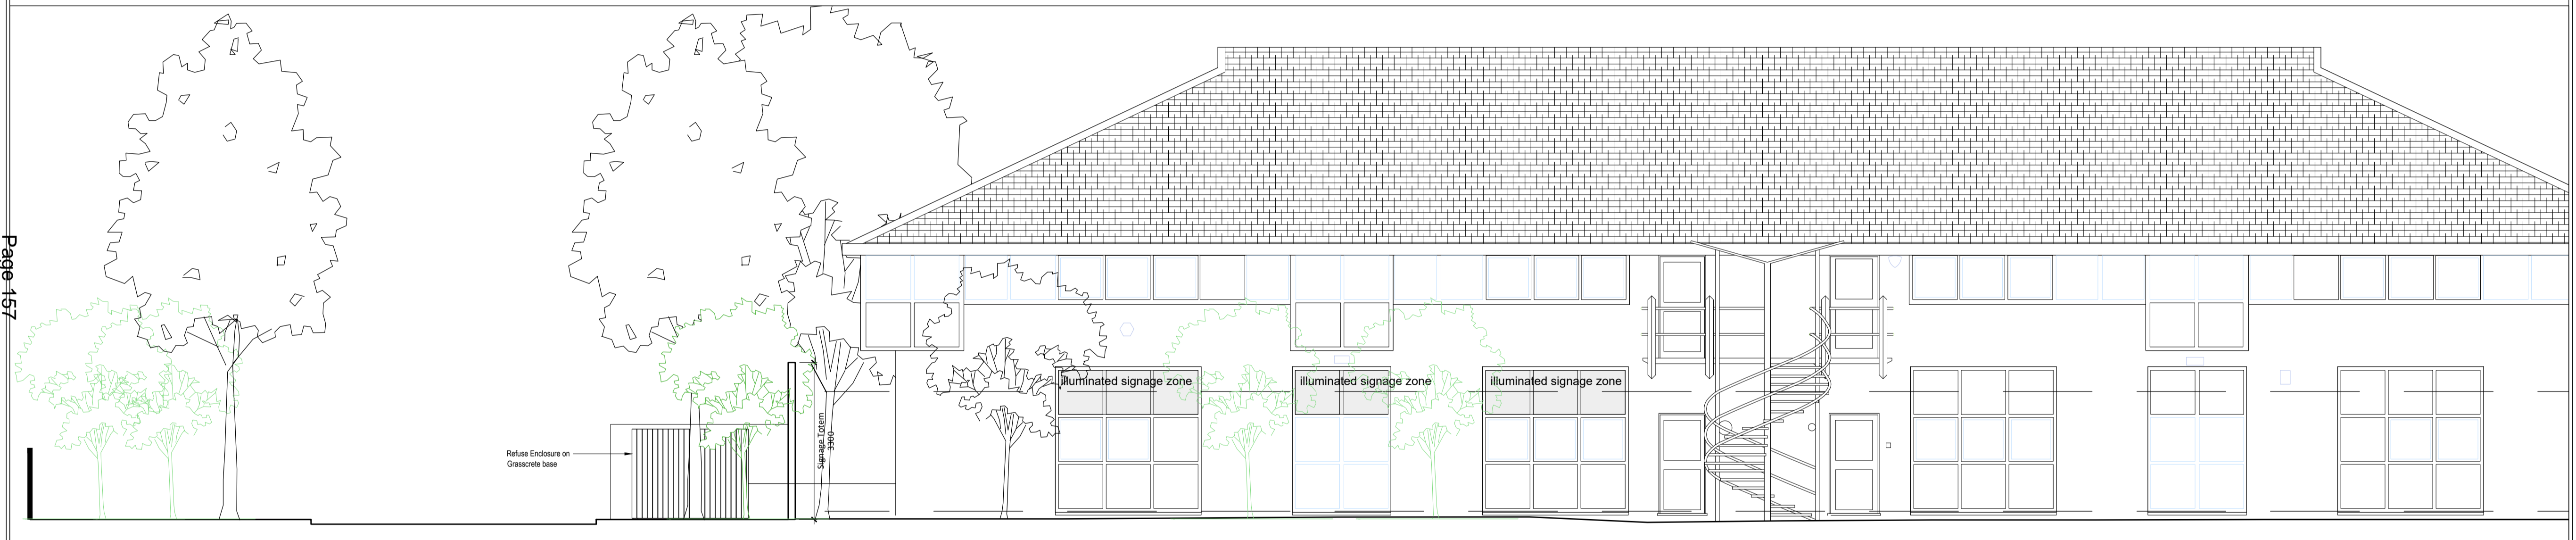 Page 157
Refuse Enclosure on
Grasscrete base
Signage Totem
3300
illuminated signage zone
illuminated signage zone
illuminated signage zone